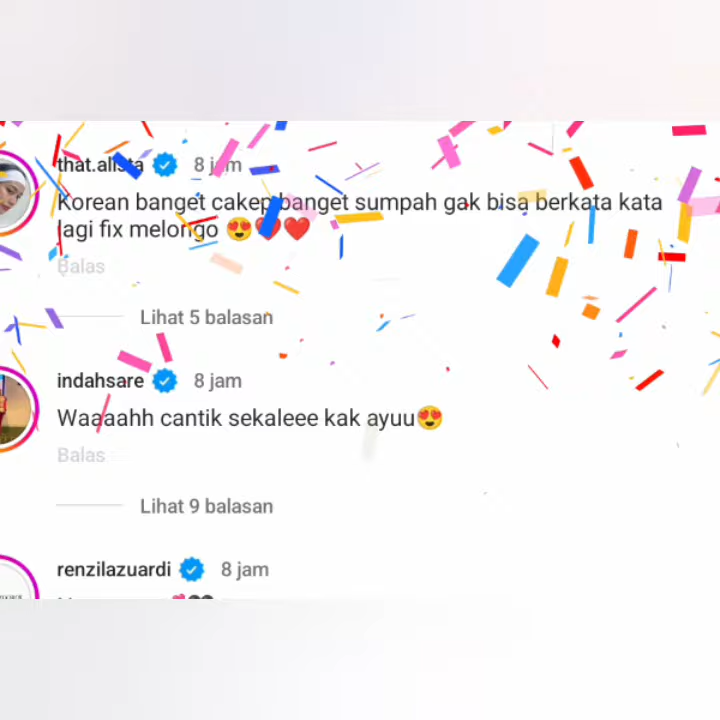 that.alista 8 jam
Korean banget cakep banget sumpah gak bisa berkata kata
lagi fix melongo 😍❤️❤️
Balas
Lihat 5 balasan
indahsare 8 jam
Waaaahh cantik sekaleee kak ayuu😍
Balas
Lihat 9 balasan
renzilazuardi 8 jam